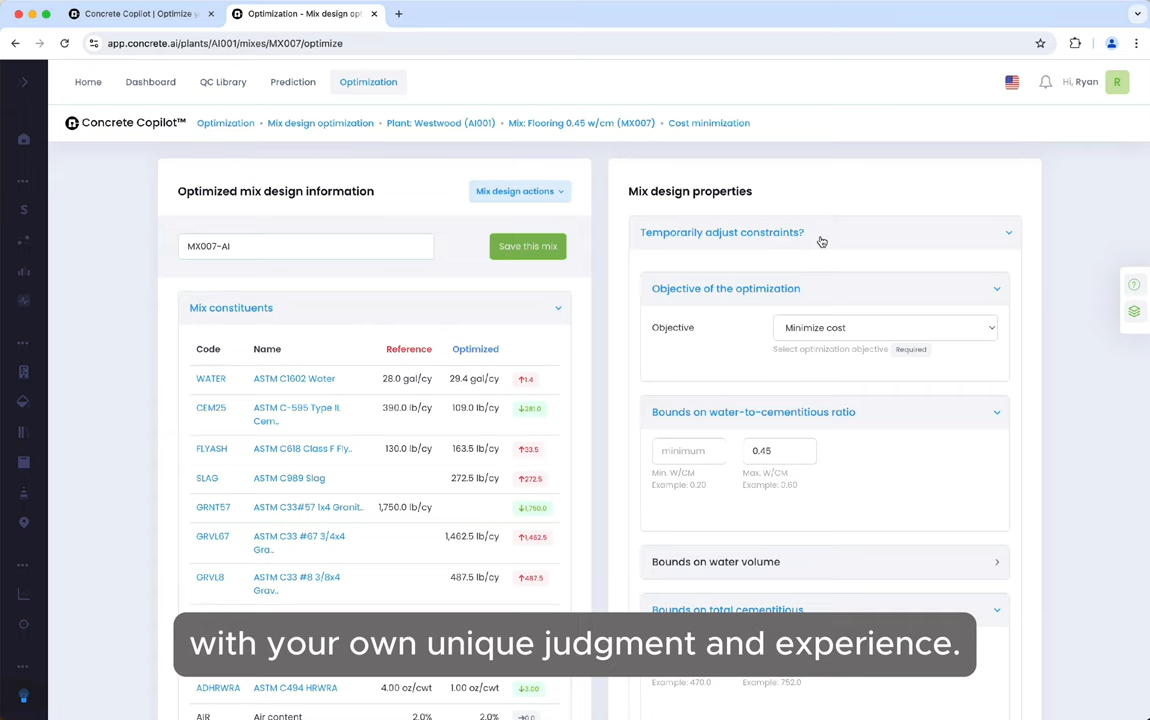 Concrete Copilot | Optimize y
Optimization - Mix design opt
app.concrete.ai/plants/AI001/mixes/MX007/optimize
Home Dashboard QC Library Prediction Optimization
Hi, Ryan R
Concrete Copilot™ Optimization • Mix design optimization • Plant: Westwood (AI001) • Mix: Flooring 0.45 w/cm (MX007) • Cost minimization
Optimized mix design information
Mix design actions
MX007-AI
Save this mix
Mix constituents
Code Name Reference Optimized
WATER ASTM C1602 Water 28.0 gal/cy 29.4 gal/cy ↑1.4
CEM25 ASTM C-595 Type IL 390.0 lb/cy 109.0 lb/cy ↓281.0
Cem..
FLYASH ASTM C618 Class F Fly.. 130.0 lb/cy 163.5 lb/cy ↑33.5
SLAG ASTM C989 Slag 272.5 lb/cy ↑272.5
GRNT57 ASTM C33#57 1x4 Granit.. 1,750.0 lb/cy ↓1,750.0
GRVL67 ASTM C33 #67 3/4x4 1,462.5 lb/cy ↑1,462.5
Gra..
GRVL8 ASTM C33 #8 3/8x4 487.5 lb/cy ↑487.5
Grav..
ADHRWRA ASTM C494 HRWRA 4.00 oz/cwt 1.00 oz/cwt ↓3.00
AIR Air content 2.0% 2.0% →0.0
Mix design properties
Temporarily adjust constraints?
Objective of the optimization
Objective Minimize cost
Select optimization objective Required
Bounds on water-to-cementitious ratio
minimum 0.45
Min. W/CM Max. W/CM
Example: 0.20 Example: 0.60
Bounds on water volume
Bounds on total cementitious
Example: 470.0 Example: 752.0
with your own unique judgment and experience.